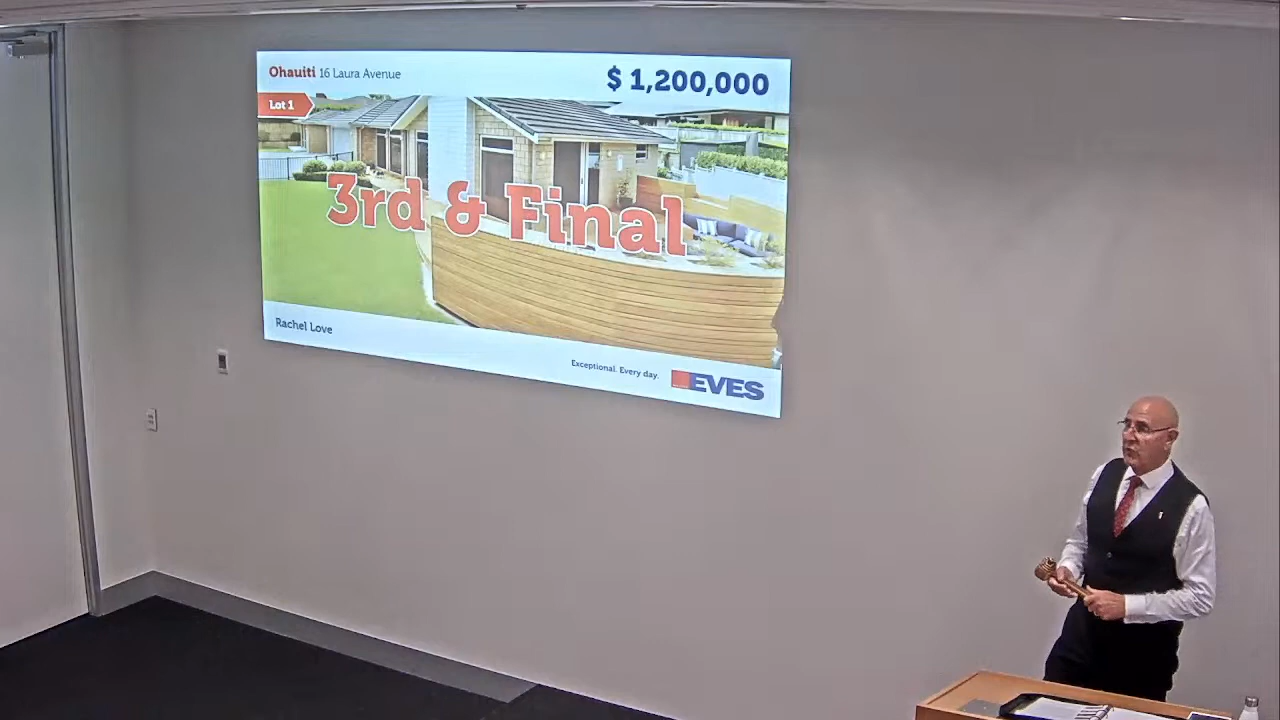 Ohauiti 16 Laura Avenue
$ 1,200,000
Lot 1
3rd & Final
Rachel Love
Exceptional. Every day.
EVES